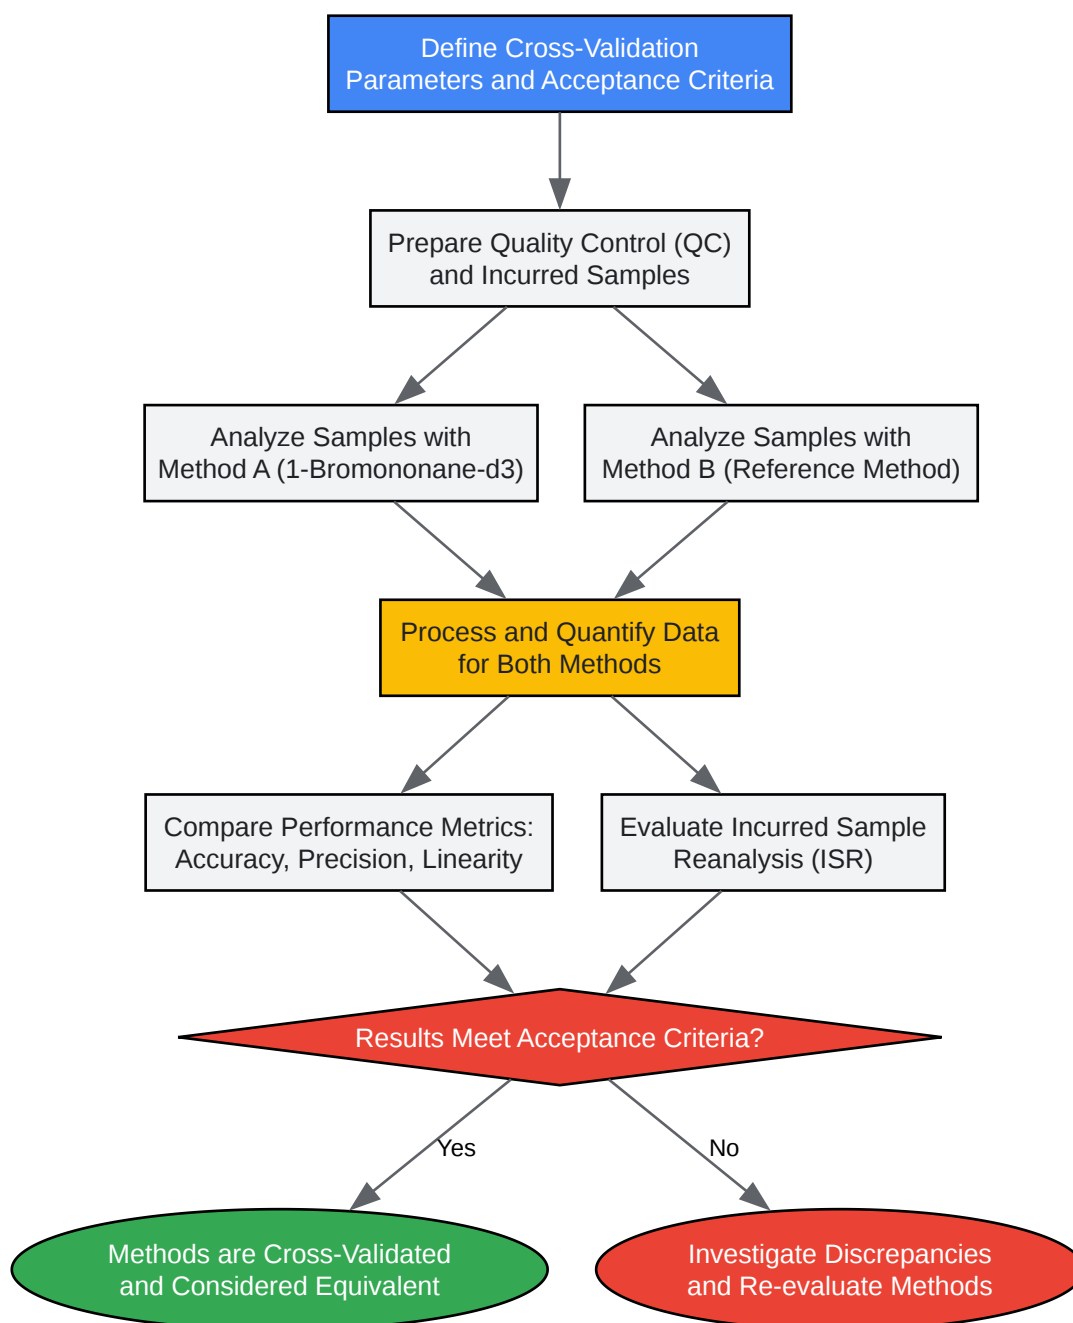 Define Cross-Validation
Parameters and Acceptance Criteria
Prepare Quality Control (QC)
and Incurred Samples
Analyze Samples with
Method A (1-Bromononane-d3)
Analyze Samples with
Method B (Reference Method)
Process and Quantify Data
for Both Methods
Compare Performance Metrics:
Accuracy, Precision, Linearity
Evaluate Incurred Sample
Reanalysis (ISR)
Results Meet Acceptance Criteria?
Yes
No
Methods are Cross-Validated
and Considered Equivalent
Investigate Discrepancies
and Re-evaluate Methods